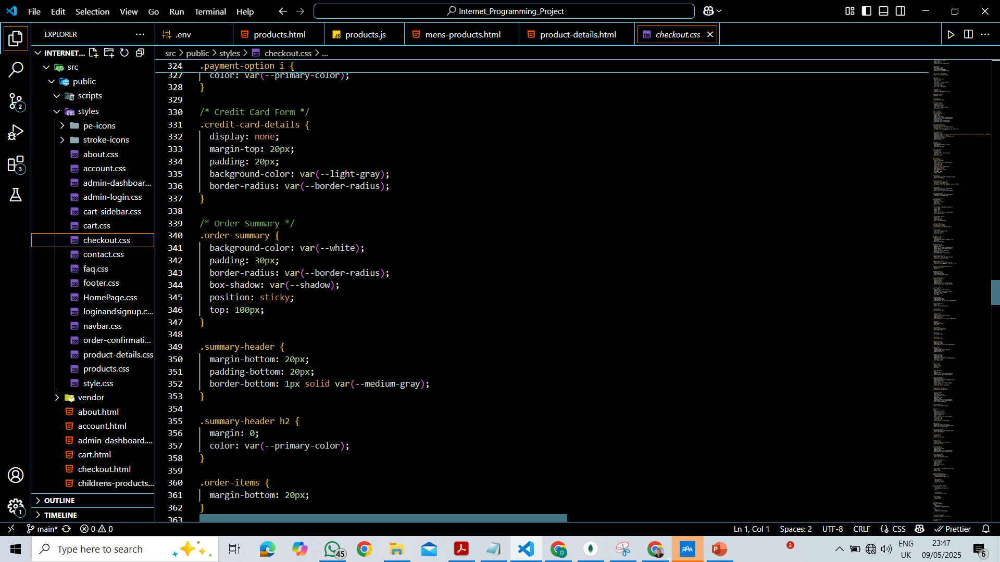 File Edit Selection View Go Run Terminal Help
Internet_Programming_Project
EXPLORER
.env
products.html
products.js
mens-products.html
product-details.html
checkout.css
INTERNET...
src
public
scripts
styles
pe-icons
stroke-icons
about.css
account.css
admin-dashboar...
admin-login.css
cart-sidebar.css
cart.css
checkout.css
contact.css
faq.css
footer.css
HomePage.css
loginandsignup.c...
navbar.css
order-confirmati...
product-details.css
products.css
style.css
vendor
about.html
account.html
admin-dashboard....
cart.html
checkout.html
childrens-products...
OUTLINE
TIMELINE
src > public > styles > checkout.css > ...
324 .payment-option i {
327 color: var(--primary-color);
328 }
329
330 /* Credit Card Form */
331 .credit-card-details {
332 display: none;
333 margin-top: 20px;
334 padding: 20px;
335 background-color: var(--light-gray);
336 border-radius: var(--border-radius);
337 }
338
339 /* Order Summary */
340 .order-summary {
341 background-color: var(--white);
342 padding: 30px;
343 border-radius: var(--border-radius);
344 box-shadow: var(--shadow);
345 position: sticky;
346 top: 100px;
347 }
348
349 .summary-header {
350 margin-bottom: 20px;
351 padding-bottom: 20px;
352 border-bottom: 1px solid var(--medium-gray);
353 }
354
355 .summary-header h2 {
356 margin: 0;
357 color: var(--primary-color);
358 }
359
360 .order-items {
361 margin-bottom: 20px;
362 }
363
2
3
1
main* 0 0
Ln 1, Col 1 Spaces: 2 UTF-8 CRLF {} CSS Prettier
Type here to search
45
3
ENG
UK
23:47
09/05/2025
6